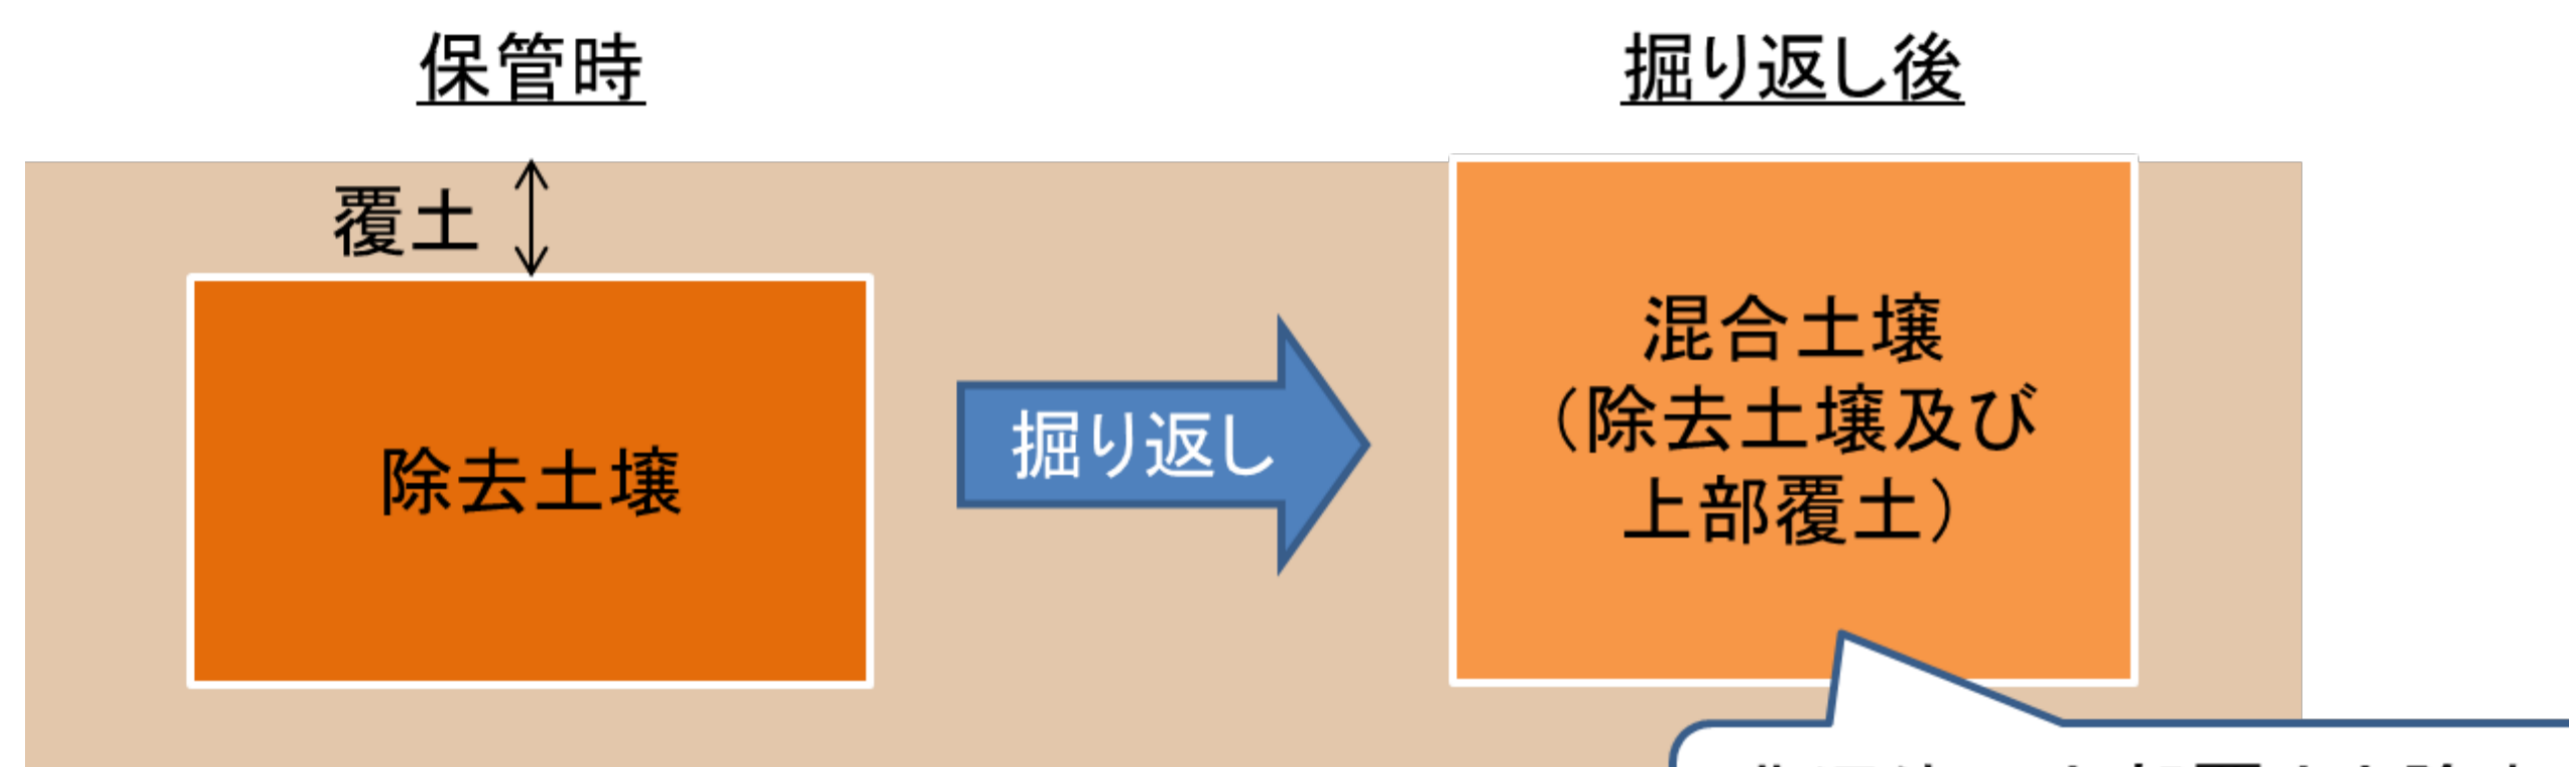 保管時
掘り返し後
覆土
除去土壌
掘り返し
混合土壌
（除去土壌及び
上部覆土）